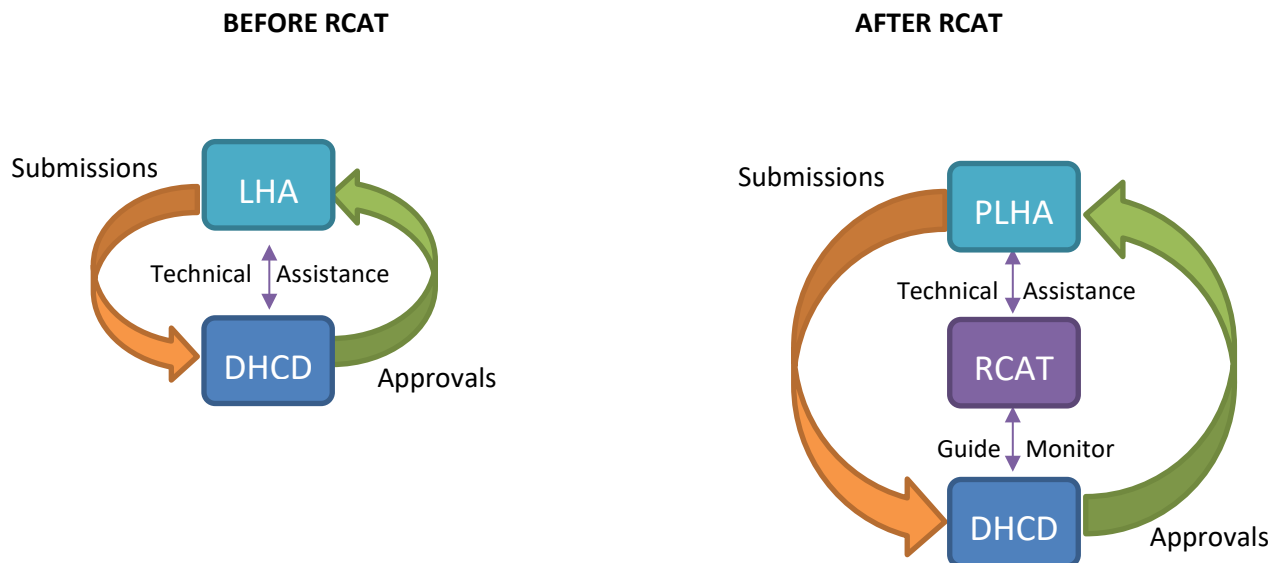 BEFORE RCAT
Submissions
LHA
Technical Assistance
DHCD
Approvals
AFTER RCAT
Submissions
PLHA
Technical Assistance
RCAT
Guide Monitor
DHCD
Approvals